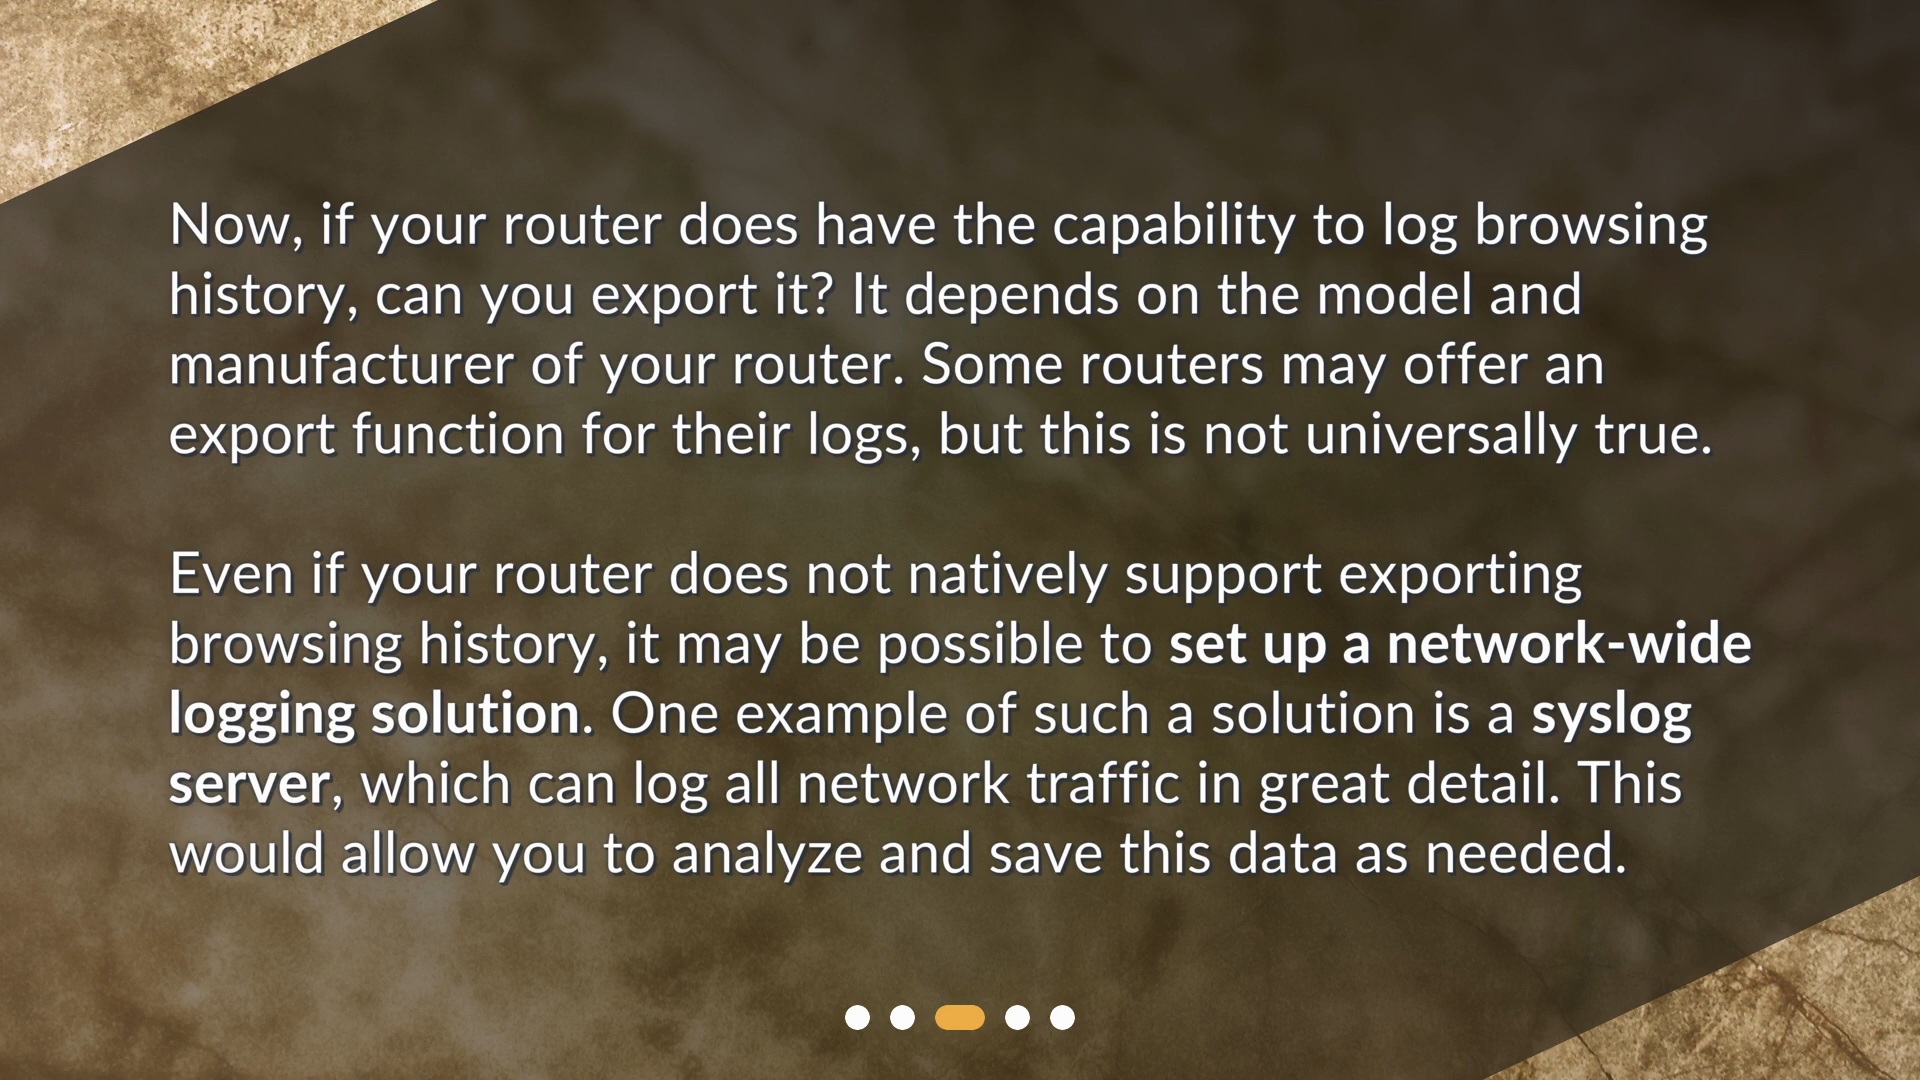 Now, if your router does have the capability to log browsing
history, can you export it? It depends on the model and
manufacturer of your router. Some routers may offer an
export function for their logs, but this is not universally true.
Even if your router does not natively support exporting
browsing history, it may be possible to set up a network-wide
logging solution. One example of such a solution is a syslog
server, which can log all network traffic in great detail. This
would allow you to analyze and save this data as needed.